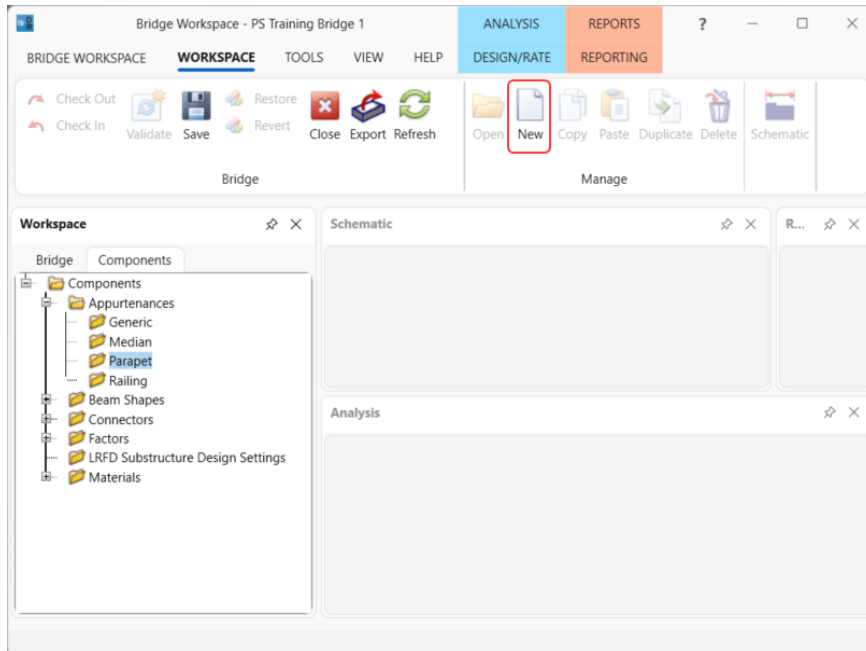 Bridge Workspace - PS Training Bridge 1
ANALYSIS
REPORTS
?
BRIDGE WORKSPACE
WORKSPACE
TOOLS
VIEW
HELP
DESIGN/RATE
REPORTING
Check Out
Check In
Validate
Save
Restore
Revert
Close
Export
Refresh
Bridge
Open
New
Copy
Paste
Duplicate
Delete
Schematic
Manage
Workspace
Bridge
Components
Components
Appurtenances
Generic
Median
Parapet
Railing
Beam Shapes
Connectors
Factors
LRFD Substructure Design Settings
Materials
Schematic
R...
Analysis